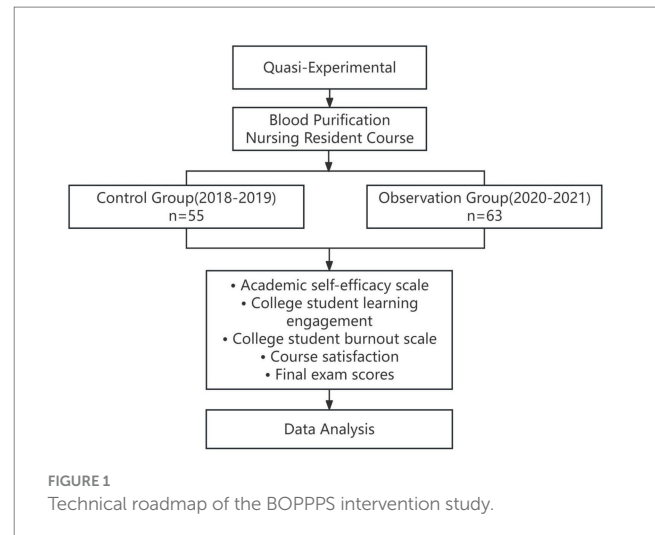 Quasi-Experimental
Blood Purification
Nursing Resident Course
Control Group(2018-2019)
n=55
Observation Group(2020-2021)
n=63
• Academic self-efficacy scale
• College student learning
engagement
• College student burnout scale
• Course satisfaction
• Final exam scores
Data Analysis
FIGURE 1
Technical roadmap of the BOPPPS intervention study.